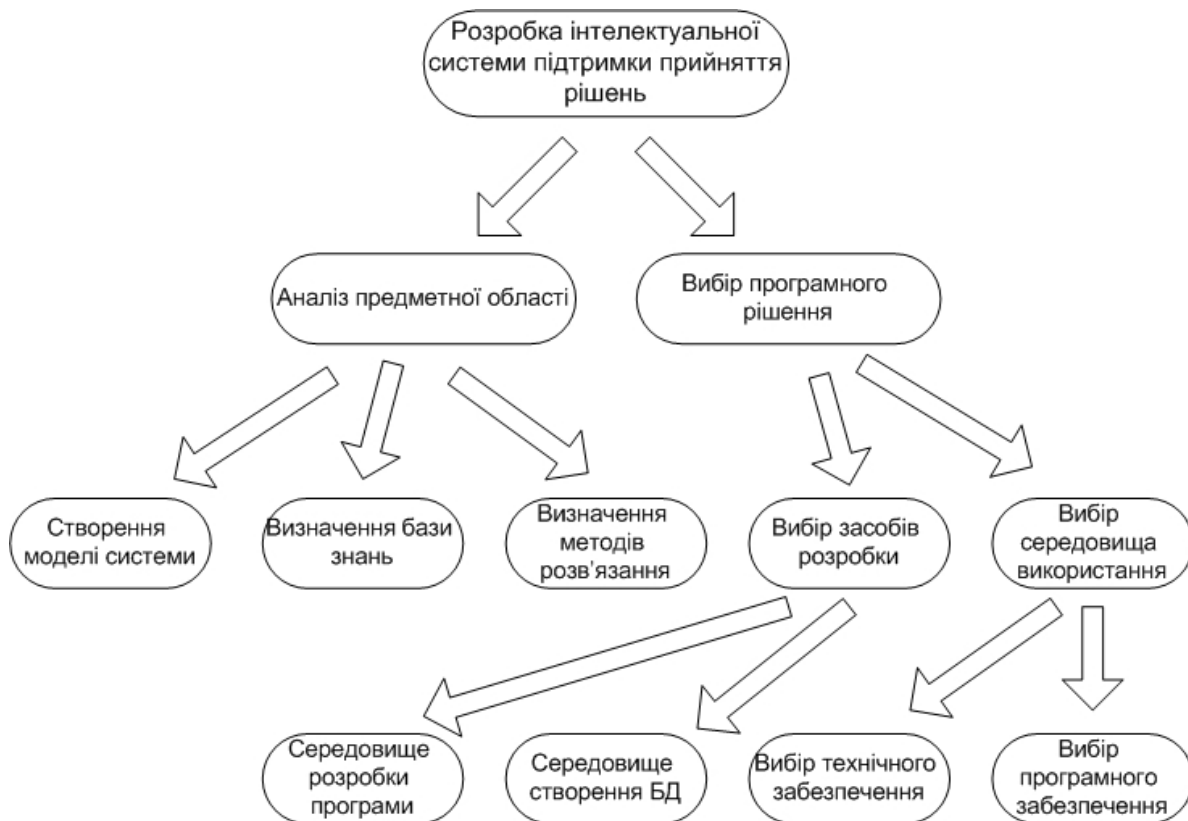 Розробка інтелектуальної
системи підтримки прийняття
рішень
Аналіз предметної області
Вибір програмного
рішення
Створення
моделі системи
Визначення бази
знань
Визначення
методів
розв'язання
Вибір засобів
розробки
Вибір
середовища
використання
Середовище
розробки
програми
Середовище
створення БД
Вибір технічного
забезпечення
Вибір
програмного
забезпечення